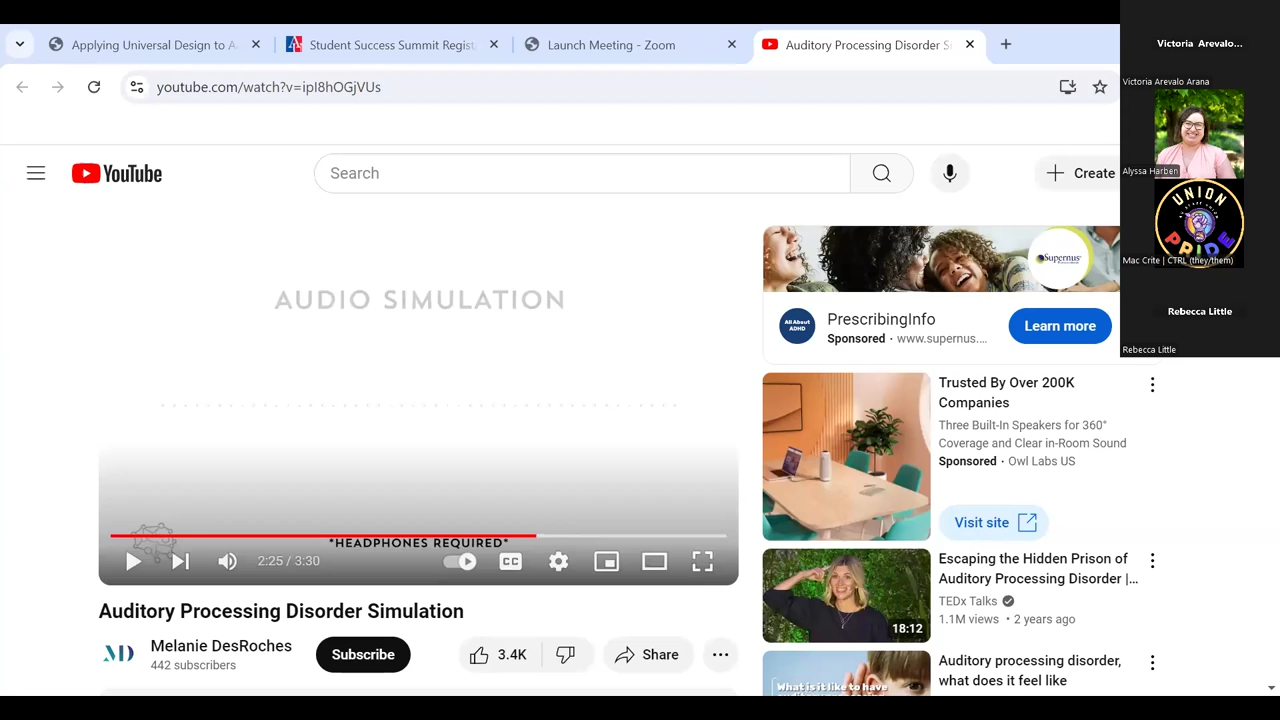 Applying Universal Design to A
Student Success Summit Regist
Launch Meeting - Zoom
Auditory Processing Disorder S
youtube.com/watch?v=ipI8hOGjVUs
YouTube
Search
Create
AUDIO SIMULATION
*HEADPHONES REQUIRED*
2:25 / 3:30
CC
Auditory Processing Disorder Simulation
MD
Melanie DesRoches
442 subscribers
Subscribe
3.4K
Share
Supernus
All About
ADHD
PrescribingInfo
Sponsored · www.supernus....
Learn more
Trusted By Over 200K
Companies
Three Built-In Speakers for 360°
Coverage and Clear in-Room Sound
Sponsored · Owl Labs US
Visit site
18:12
Escaping the Hidden Prison of
Auditory Processing Disorder |...
TEDx Talks
1.1M views • 2 years ago
What is it like to have
Auditory processing disorder,
what does it feel like
Victoria Arevalo...
Victoria Arevalo Arana
Alyssa Harben
UNION
PRIDE
Mac Crite | CTRL (they/them)
Rebecca Little
Rebecca Little